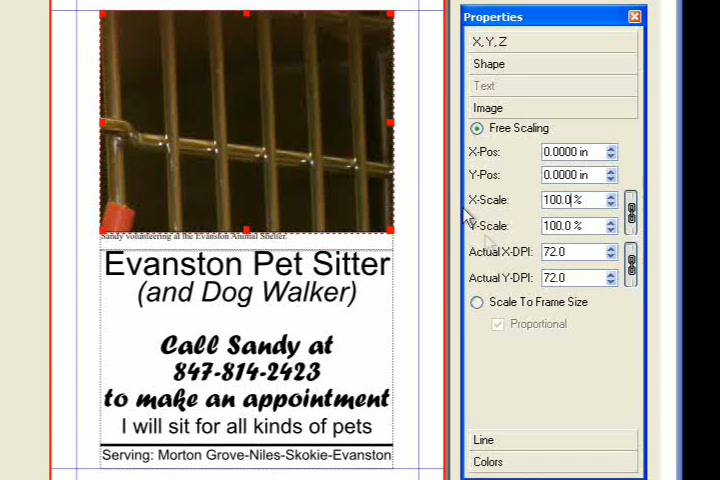 Sandy volunteering at the Evanston Animal Shelter.
Evanston Pet Sitter
(and Dog Walker)
Call Sandy at
847-814-2423
to make an appointment
I will sit for all kinds of pets
Serving: Morton Grove-Niles-Skokie-Evanston
Properties
X, Y, Z
Shape
Text
Image
Free Scaling
X-Pos: 0.0000 in
Y-Pos: 0.0000 in
X-Scale: 100.0 %
Y-Scale: 100.0 %
Actual X-DPI: 72.0
Actual Y-DPI: 72.0
Scale To Frame Size
Proportional
Line
Colors